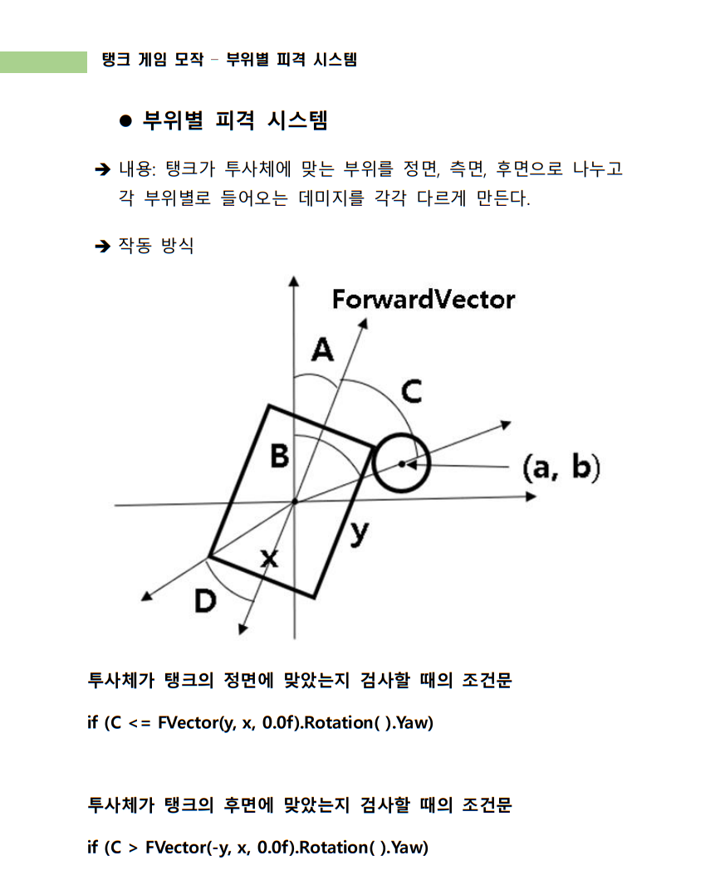 탱크 게임 모작 – 부위별 피격 시스템
● 부위별 피격 시스템
➔ 내용: 탱크가 투사체에 맞는 부위를 정면, 측면, 후면으로 나누고
각 부위별로 들어오는 데미지를 각각 다르게 만든다.
➔ 작동 방식
ForwardVector
A
C
B
(a, b)
y
x
D
투사체가 탱크의 정면에 맞았는지 검사할 때의 조건문
if (C <= FVector(y, x, 0.0f).Rotation( ).Yaw)
투사체가 탱크의 후면에 맞았는지 검사할 때의 조건문
if (C > FVector(-y, x, 0.0f).Rotation( ).Yaw)